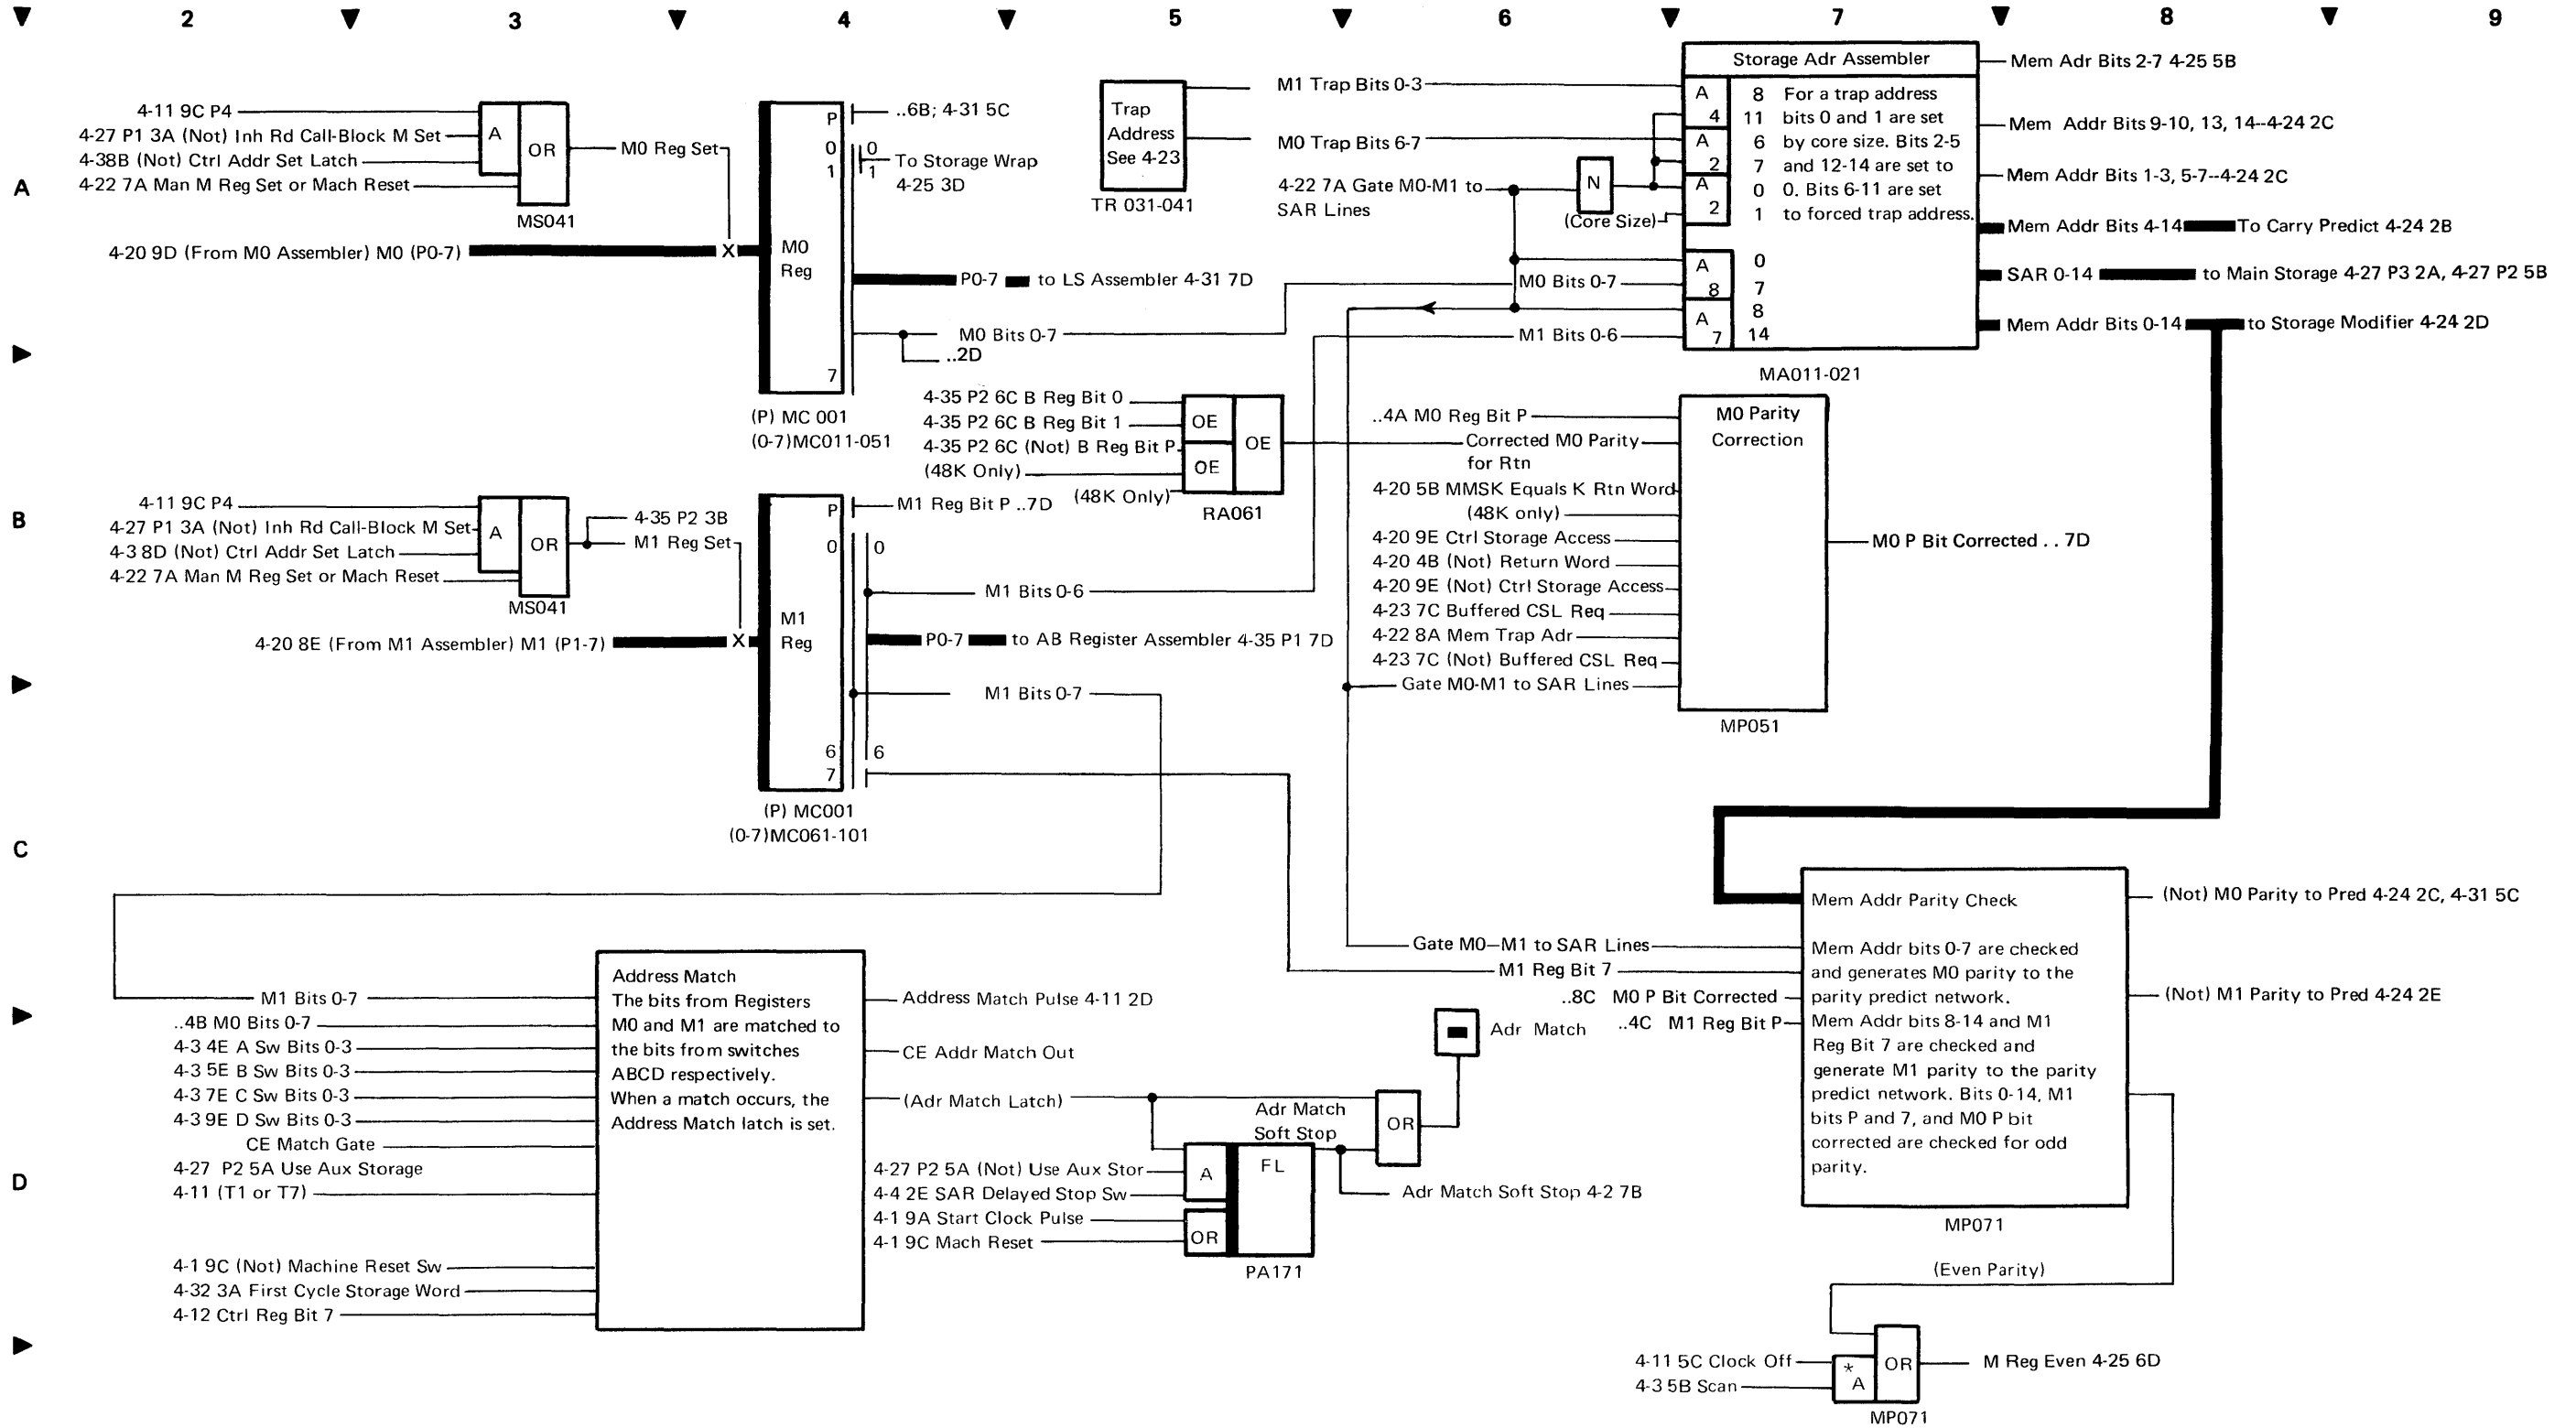 2 3 4 5 6 7 8 9
A
B
C
D
4-11 9C P4
4-27 P1 3A (Not) Inh Rd Call-Block M Set
4-38B (Not) Ctrl Addr Set Latch
4-22 7A Man M Reg Set or Mach Reset
A
OR
MS041
M0 Reg Set
4-20 9D (From M0 Assembler) M0 (P0-7)
X
P
0
1
M0
Reg
7
0
1
(P) MC 001
(0-7)MC011-051
..6B; 4-31 5C
To Storage Wrap
4-25 3D
P0-7 to LS Assembler 4-31 7D
M0 Bits 0-7
..2D
Trap
Address
See 4-23
TR 031-041
M1 Trap Bits 0-3
M0 Trap Bits 6-7
4-22 7A Gate M0-M1 to
SAR Lines
N
(Core Size)
M0 Bits 0-7
M1 Bits 0-6
Storage Adr Assembler
A
4
A
2
A
2
A
8
A
7
8 For a trap address
11 bits 0 and 1 are set
6 by core size. Bits 2-5
7 and 12-14 are set to
0 0. Bits 6-11 are set
1 to forced trap address.
0
7
8
14
MA011-021
Mem Adr Bits 2-7 4-25 5B
Mem Addr Bits 9-10, 13, 14--4-24 2C
Mem Addr Bits 1-3, 5-7--4-24 2C
Mem Addr Bits 4-14 To Carry Predict 4-24 2B
SAR 0-14 to Main Storage 4-27 P3 2A, 4-27 P2 5B
Mem Addr Bits 0-14 to Storage Modifier 4-24 2D
4-35 P2 6C B Reg Bit 0
4-35 P2 6C B Reg Bit 1
4-35 P2 6C (Not) B Reg Bit P
(48K Only)
(48K Only)
OE
OE
OE
RA061
..4A M0 Reg Bit P
Corrected M0 Parity
for Rtn
4-20 5B MMSK Equals K Rtn Word
(48K only)
4-20 9E Ctrl Storage Access
4-20 4B (Not) Return Word
4-20 9E (Not) Ctrl Storage Access
4-23 7C Buffered CSL Req
4-22 8A Mem Trap Adr
4-23 7C (Not) Buffered CSL Req
Gate M0-M1 to SAR Lines
M0 Parity
Correction
MP051
M0 P Bit Corrected . . 7D
4-11 9C P4
4-27 P1 3A (Not) Inh Rd Call-Block M Set
4-3 8D (Not) Ctrl Addr Set Latch
4-22 7A Man M Reg Set or Mach Reset
A
OR
MS041
4-35 P2 3B
M1 Reg Set
4-20 8E (From M1 Assembler) M1 (P1-7)
X
P
0
M1
Reg
6
7
0
6
(P) MC001
(0-7)MC061-101
M1 Reg Bit P ..7D
M1 Bits 0-6
P0-7 to AB Register Assembler 4-35 P1 7D
M1 Bits 0-7
M1 Bits 0-7
..4B M0 Bits 0-7
4-3 4E A Sw Bits 0-3
4-3 5E B Sw Bits 0-3
4-3 7E C Sw Bits 0-3
4-3 9E D Sw Bits 0-3
CE Match Gate
4-27 P2 5A Use Aux Storage
4-11 (T1 or T7)
4-1 9C (Not) Machine Reset Sw
4-32 3A First Cycle Storage Word
4-12 Ctrl Reg Bit 7
Address Match
The bits from Registers
M0 and M1 are matched to
the bits from switches
ABCD respectively.
When a match occurs, the
Address Match latch is set.
Address Match Pulse 4-11 2D
CE Addr Match Out
(Adr Match Latch)
4-27 P2 5A (Not) Use Aux Stor
4-4 2E SAR Delayed Stop Sw
4-1 9A Start Clock Pulse
4-1 9C Mach Reset
A
OR
FL
PA171
Adr Match
Soft Stop
OR
Adr Match
Adr Match Soft Stop 4-2 7B
Gate M0—M1 to SAR Lines
M1 Reg Bit 7
..8C M0 P Bit Corrected
..4C M1 Reg Bit P
Mem Addr Parity Check
Mem Addr bits 0-7 are checked
and generates M0 parity to the
parity predict network.
Mem Addr bits 8-14 and M1
Reg Bit 7 are checked and
generate M1 parity to the parity
predict network. Bits 0-14, M1
bits P and 7, and M0 P bit
corrected are checked for odd
parity.
MP071
(Not) M0 Parity to Pred 4-24 2C, 4-31 5C
(Not) M1 Parity to Pred 4-24 2E
(Even Parity)
4-11 5C Clock Off
4-3 5B Scan
*
A
OR
MP071
M Reg Even 4-25 6D